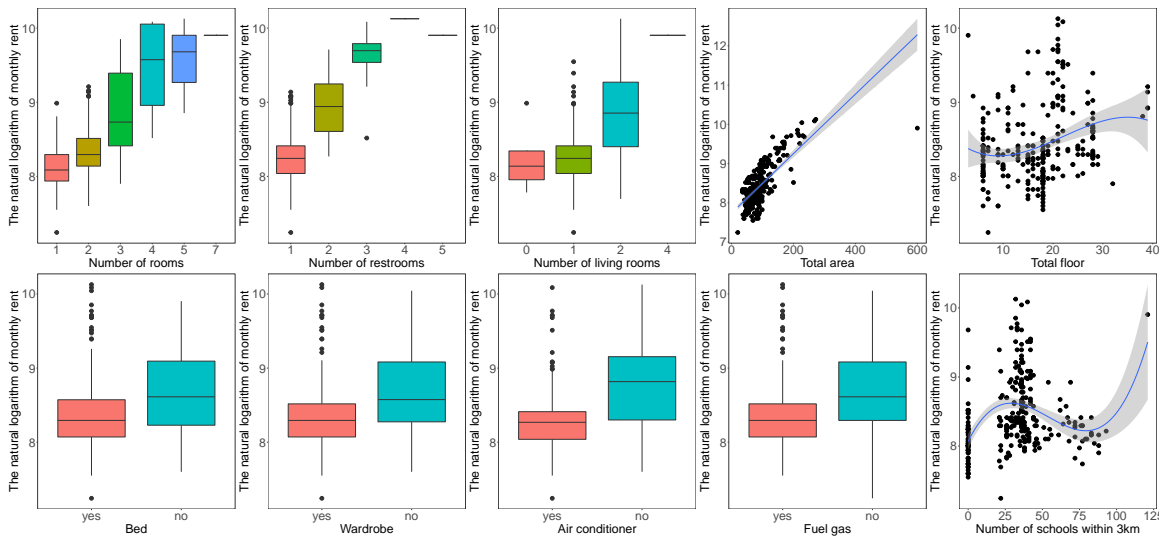 The natural logarithm of monthly rent
10
9
8
1 2 3 4 5 7
Number of rooms
The natural logarithm of monthly rent
10
9
8
1 2 3 4 5
Number of restrooms
The natural logarithm of monthly rent
10
9
8
0 1 2 4
Number of living rooms
The natural logarithm of monthly rent
12
11
10
9
8
7
0 200 400 600
Total area
The natural logarithm of monthly rent
10
9
8
10 20 30 40
Total floor
The natural logarithm of monthly rent
10
9
8
yes no
Bed
The natural logarithm of monthly rent
10
9
8
yes no
Wardrobe
The natural logarithm of monthly rent
10
9
8
yes no
Air conditioner
The natural logarithm of monthly rent
10
9
8
yes no
Fuel gas
The natural logarithm of monthly rent
10
9
8
0 25 50 75 100 125
Number of schools within 3km